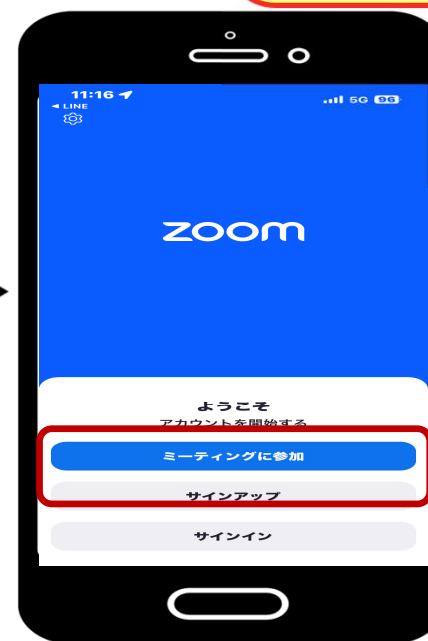 11:16
5G 96
◀ LINE
zoom
ようこそ
アカウントを開始する
ミーティングに参加
サインアップ
サインイン